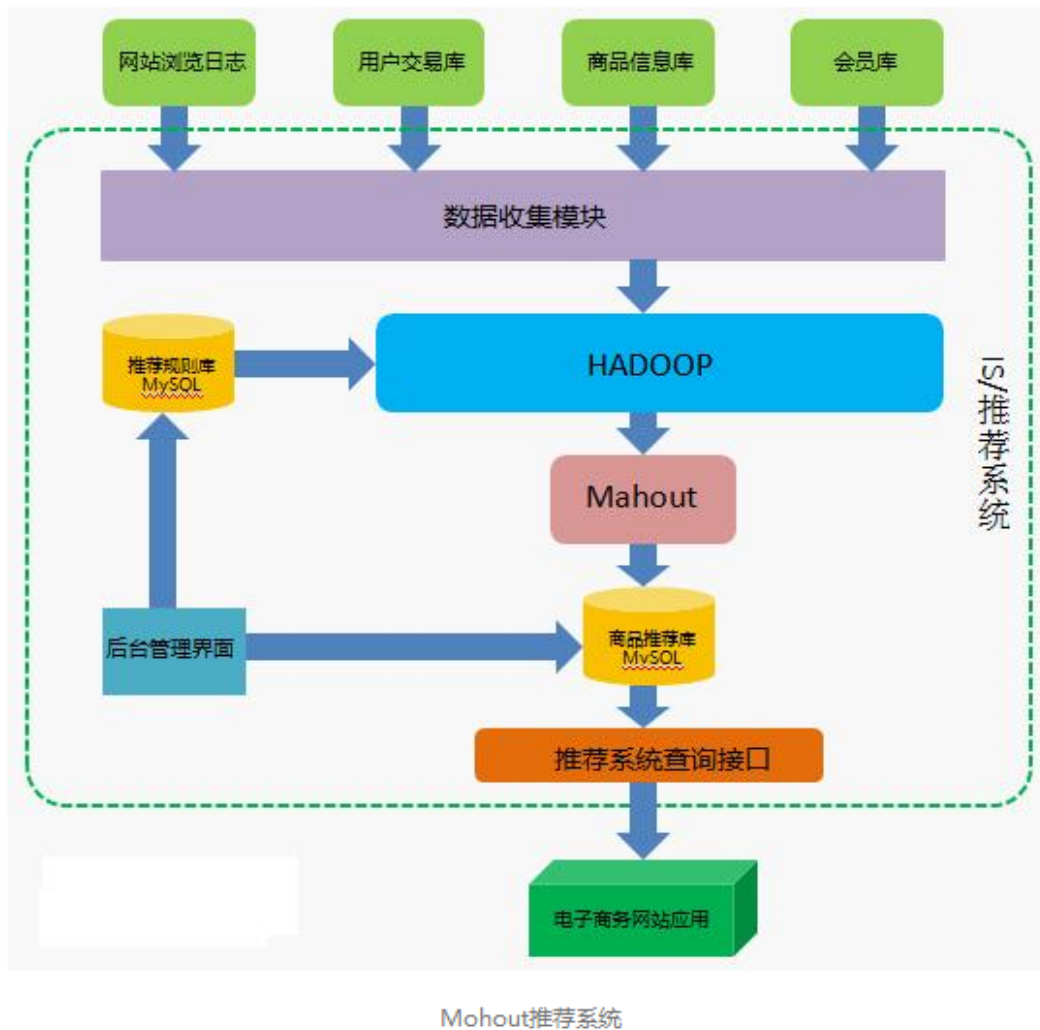 网站浏览日志
用户交易库
商品信息库
会员库
数据收集模块
推荐规则库
MySQL
HADOOP
IS/推荐系统
Mahout
后台管理界面
商品推荐库
MySQL
推荐系统查询接口
电子商务网站应用
Mohout推荐系统